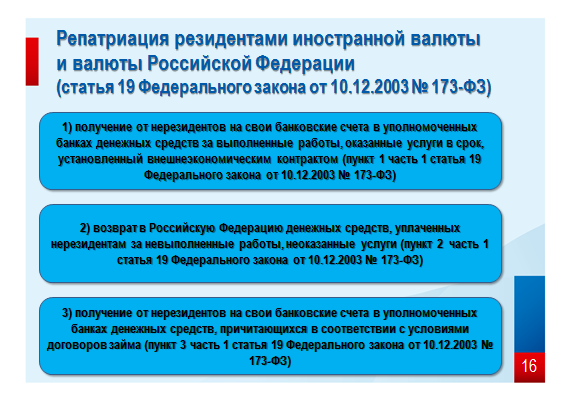 Репатриация резидентами иностранной валюты
и валюты Российской Федерации
(статья 19 Федерального закона от 10.12.2003 № 173-ФЗ)
1) получение от нерезидентов на свои банковские счета в уполномоченных
банках денежных средств за выполненные работы, оказанные услуги в срок,
установленный внешнеэкономическим контрактом (пункт 1 часть 1 статья 19
Федерального закона от 10.12.2003 № 173-ФЗ)
2) возврат в Российскую Федерацию денежных средств, уплаченных
нерезидентам за невыполненные работы, неоказанные услуги (пункт 2 часть 1
статья 19 Федерального закона от 10.12.2003 № 173-ФЗ)
3) получение от нерезидентов на свои банковские счета в уполномоченных
банках денежных средств, причитающихся в соответствии с условиями
договоров займа (пункт 3 часть 1 статья 19 Федерального закона от 10.12.2003 №
173-ФЗ)
16